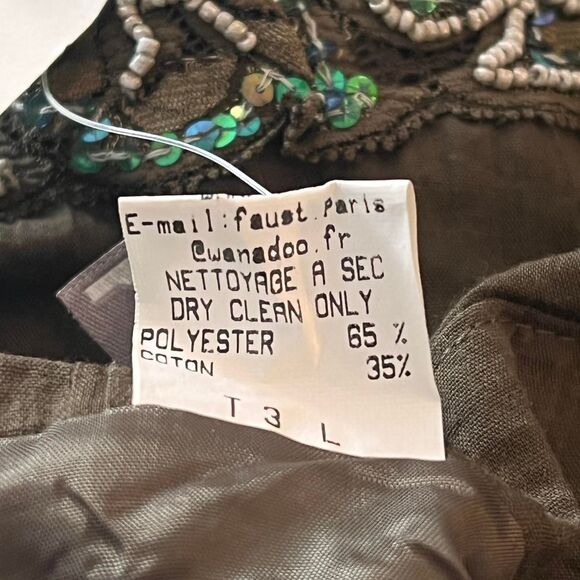 E-mail:faust.Paris
@wanadoo.fr
NETTOYAGE A SEC
DRY CLEAN ONLY
POLYESTER 65 %
COTON 35%
T 3 L